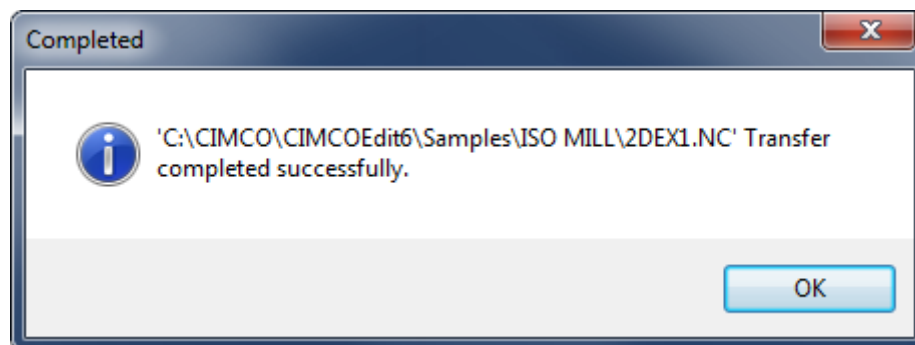 Completed
'C:\CIMCO\CIMCOEdit6\Samples\ISO MILL\2DEX1.NC' Transfer
completed successfully.
OK